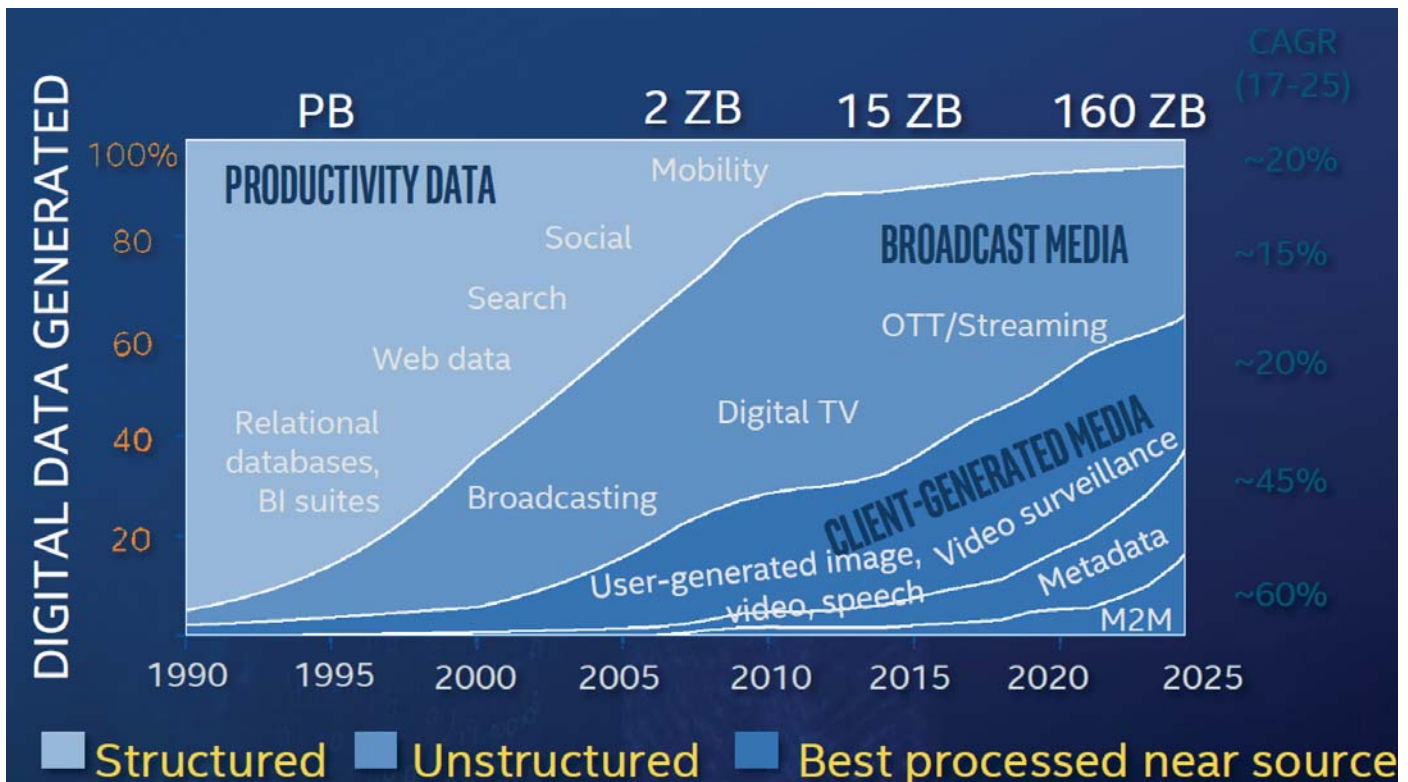 DIGITAL DATA GENERATED
PB
2 ZB
15 ZB
160 ZB
CAGR
(17-25)
100%
80
60
40
20
PRODUCTIVITY DATA
Mobility
Social
Search
Web data
Relational
databases,
BI suites
BROADCAST MEDIA
OTT/Streaming
Digital TV
Broadcasting
CLIENT-GENERATED MEDIA
Video surveillance
User-generated image,
video, speech
Metadata
M2M
~20%
~15%
~20%
~45%
~60%
1990
1995
2000
2005
2010
2015
2020
2025
Structured
Unstructured
Best processed near source